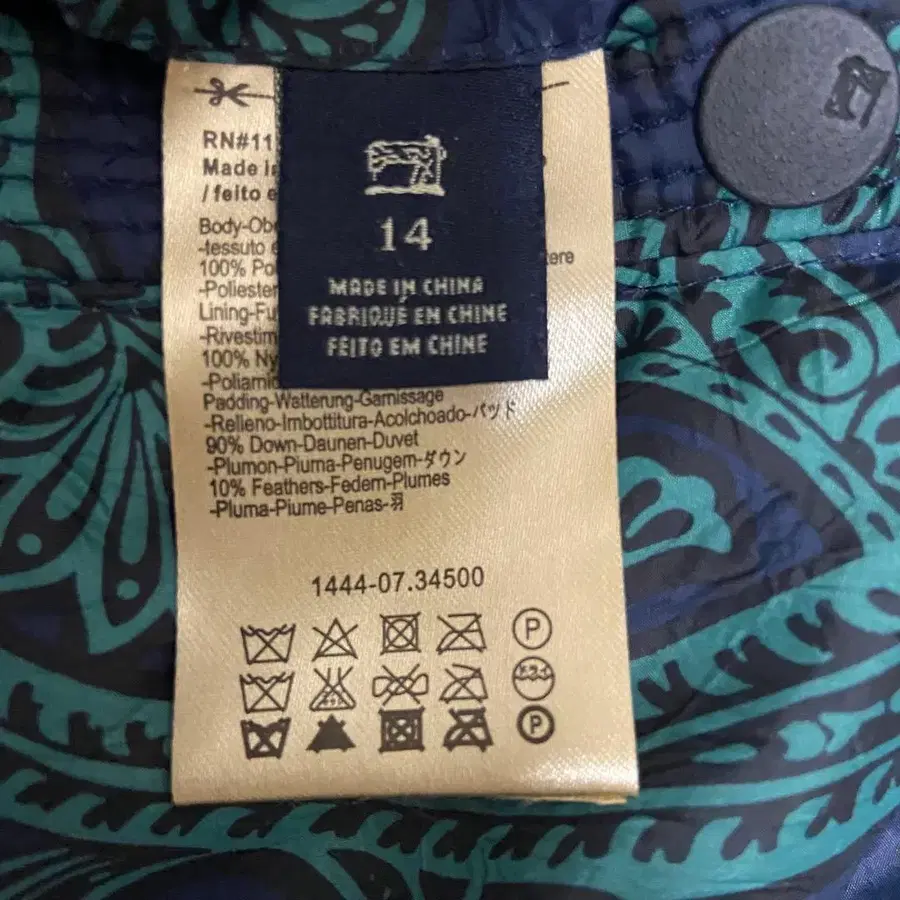 RN#11
Made
/ feito e
14
MADE IN CHINA
FABRIQUÉ EN CHINE
FEITO EM CHINE
Body-Ob
-tessuto
100% Pol
-Poliester
Lining-Fu
-Rivestim
100% Ny
-Poliamid
Padding-Watterung-Garnissage
-Relleno-Imbottitura-Acolchoado-パッド
90% Down-Daunen-Duvet
-Plumon-Piuma-Penugem-ダウン
10% Feathers-Federn-Plumes
-Pluma-Piume-Penas-羽
1444-07.34500
P
P